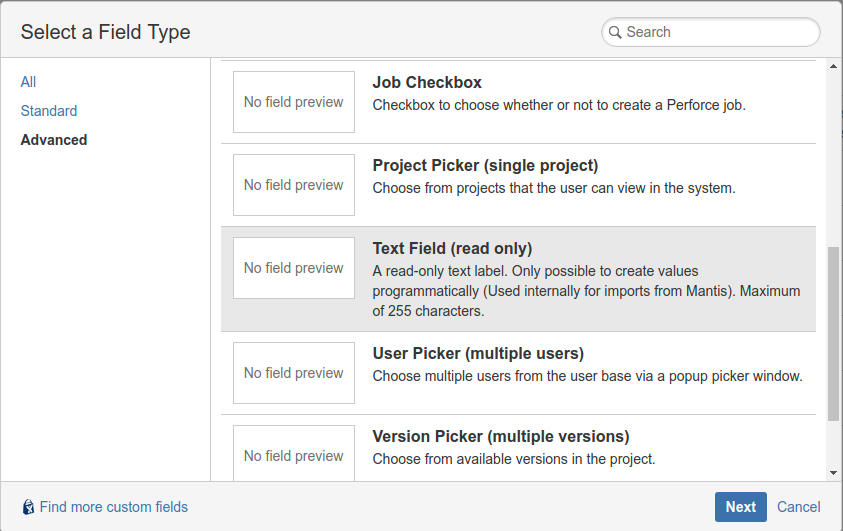 Select a Field Type
Search
All
Standard
Advanced
No field preview
Job Checkbox
Checkbox to choose whether or not to create a Perforce job.
No field preview
Project Picker (single project)
Choose from projects that the user can view in the system.
No field preview
Text Field (read only)
A read-only text label. Only possible to create values
programmatically (Used internally for imports from Mantis). Maximum
of 255 characters.
No field preview
User Picker (multiple users)
Choose multiple users from the user base via a popup picker window.
No field preview
Version Picker (multiple versions)
Choose from available versions in the project.
Find more custom fields
Next
Cancel